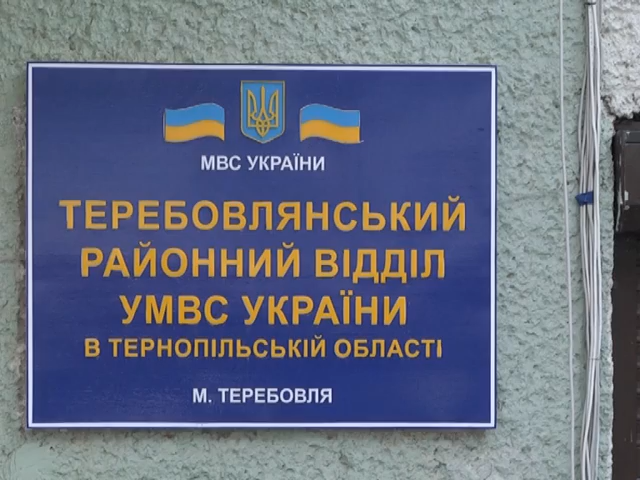 МВС УКРАЇНИ
ТЕРЕБОВЛЯНСЬКИЙ
РАЙОННИЙ ВІДДІЛ
УМВС УКРАЇНИ
В ТЕРНОПІЛЬСЬКІЙ ОБЛАСТІ
М. ТЕРЕБОВЛЯ